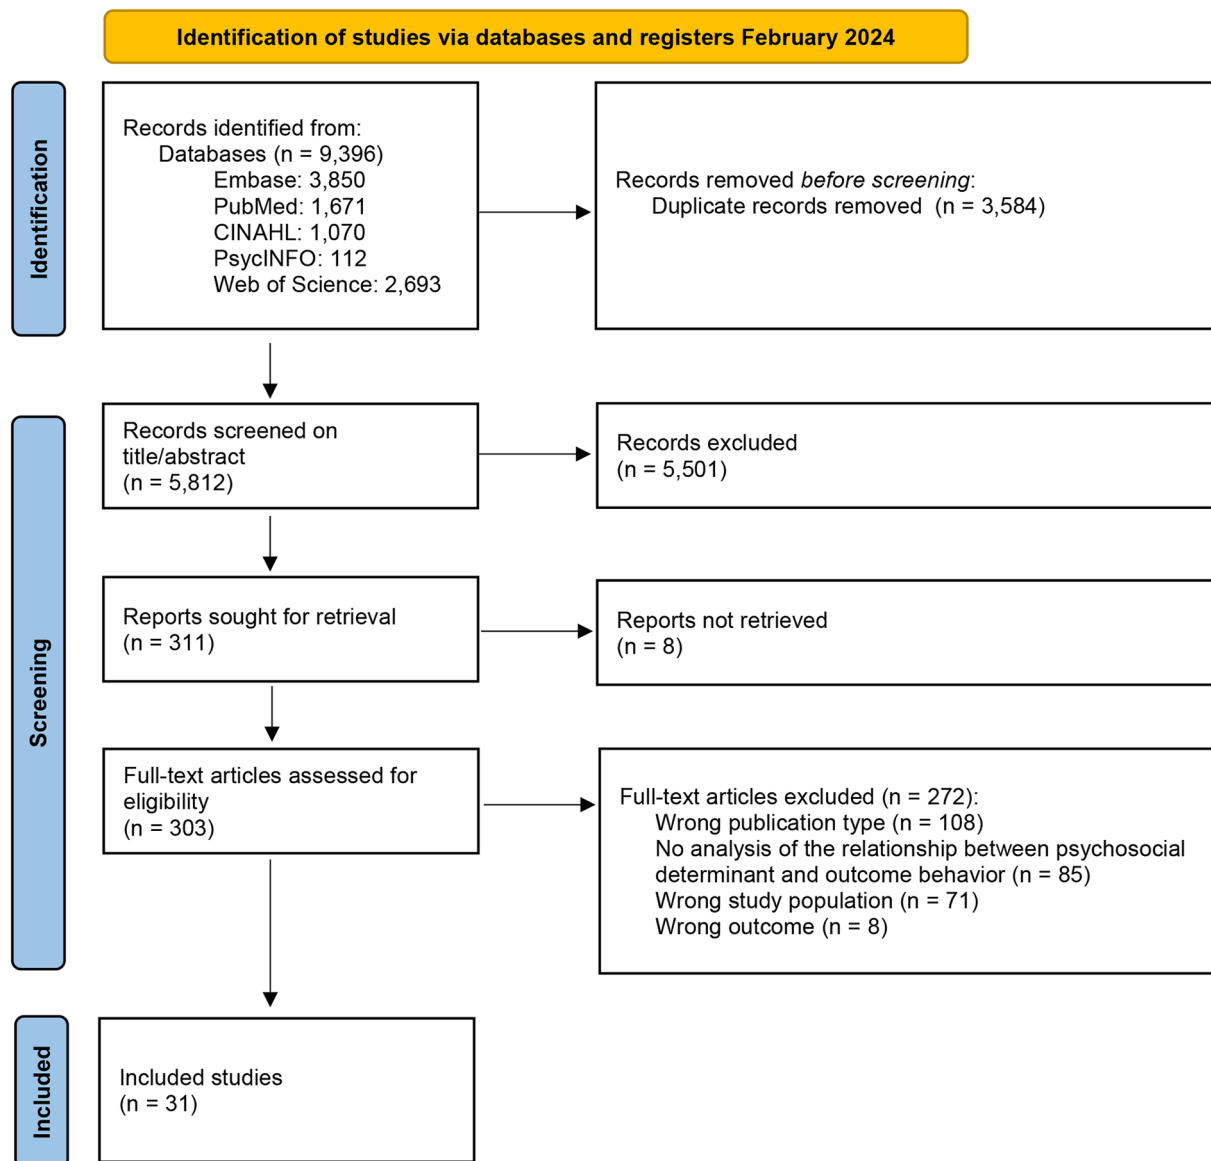 Identification of studies via databases and registers February 2024
Identification
Records identified from:
Databases (n = 9,396)
Embase: 3,850
PubMed: 1,671
CINAHL: 1,070
PsycINFO: 112
Web of Science: 2,693
Records removed before screening:
Duplicate records removed (n = 3,584)
Screening
Records screened on
title/abstract
(n = 5,812)
Records excluded
(n = 5,501)
Reports sought for retrieval
(n = 311)
Reports not retrieved
(n = 8)
Full-text articles assessed for
eligibility
(n = 303)
Full-text articles excluded (n = 272):
Wrong publication type (n = 108)
No analysis of the relationship between psychosocial
determinant and outcome behavior (n = 85)
Wrong study population (n = 71)
Wrong outcome (n = 8)
Included
Included studies
(n = 31)